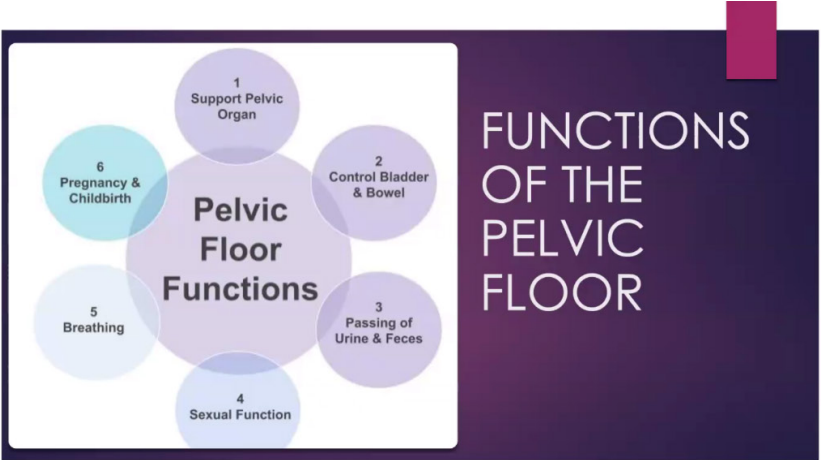 1
Support Pelvic
Organ
2
Control Bladder
& Bowel
3
Passing of
Urine & Feces
4
Sexual Function
5
Breathing
6
Pregnancy &
Childbirth
Pelvic
Floor
Functions
FUNCTIONS
OF THE
PELVIC
FLOOR